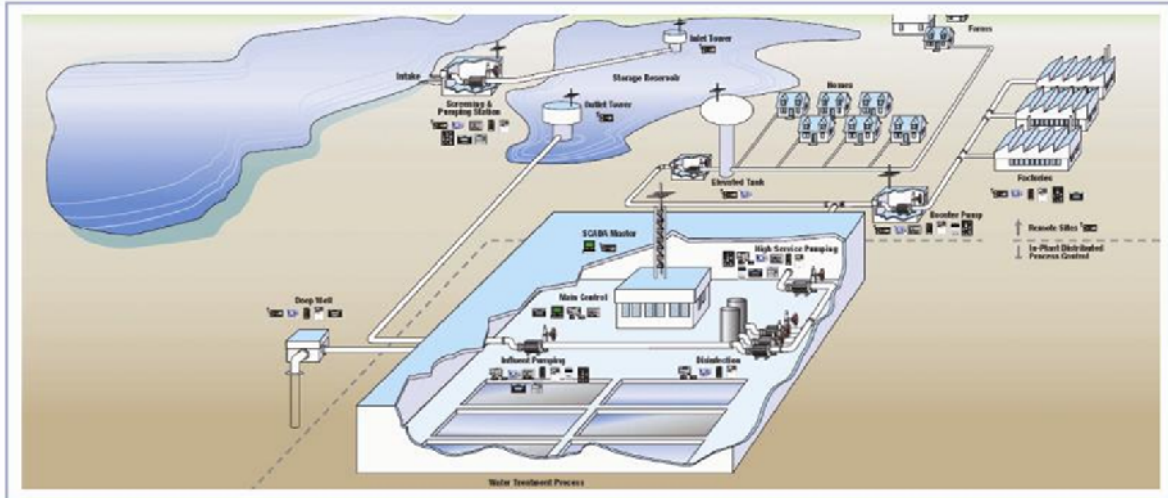 Farms
Inlet Tower
Intake
Storage Reservoir
Homes
Screening &
Pumping Station
Outlet Tower
Elevated Tank
Factories
Booster Pump
Remote Sites
In-Plant Distributed
Process Control
SCADA Master
High Service Pumping
Deep Well
Main Control
Influent Pumping
Disinfection
Water Treatment Process